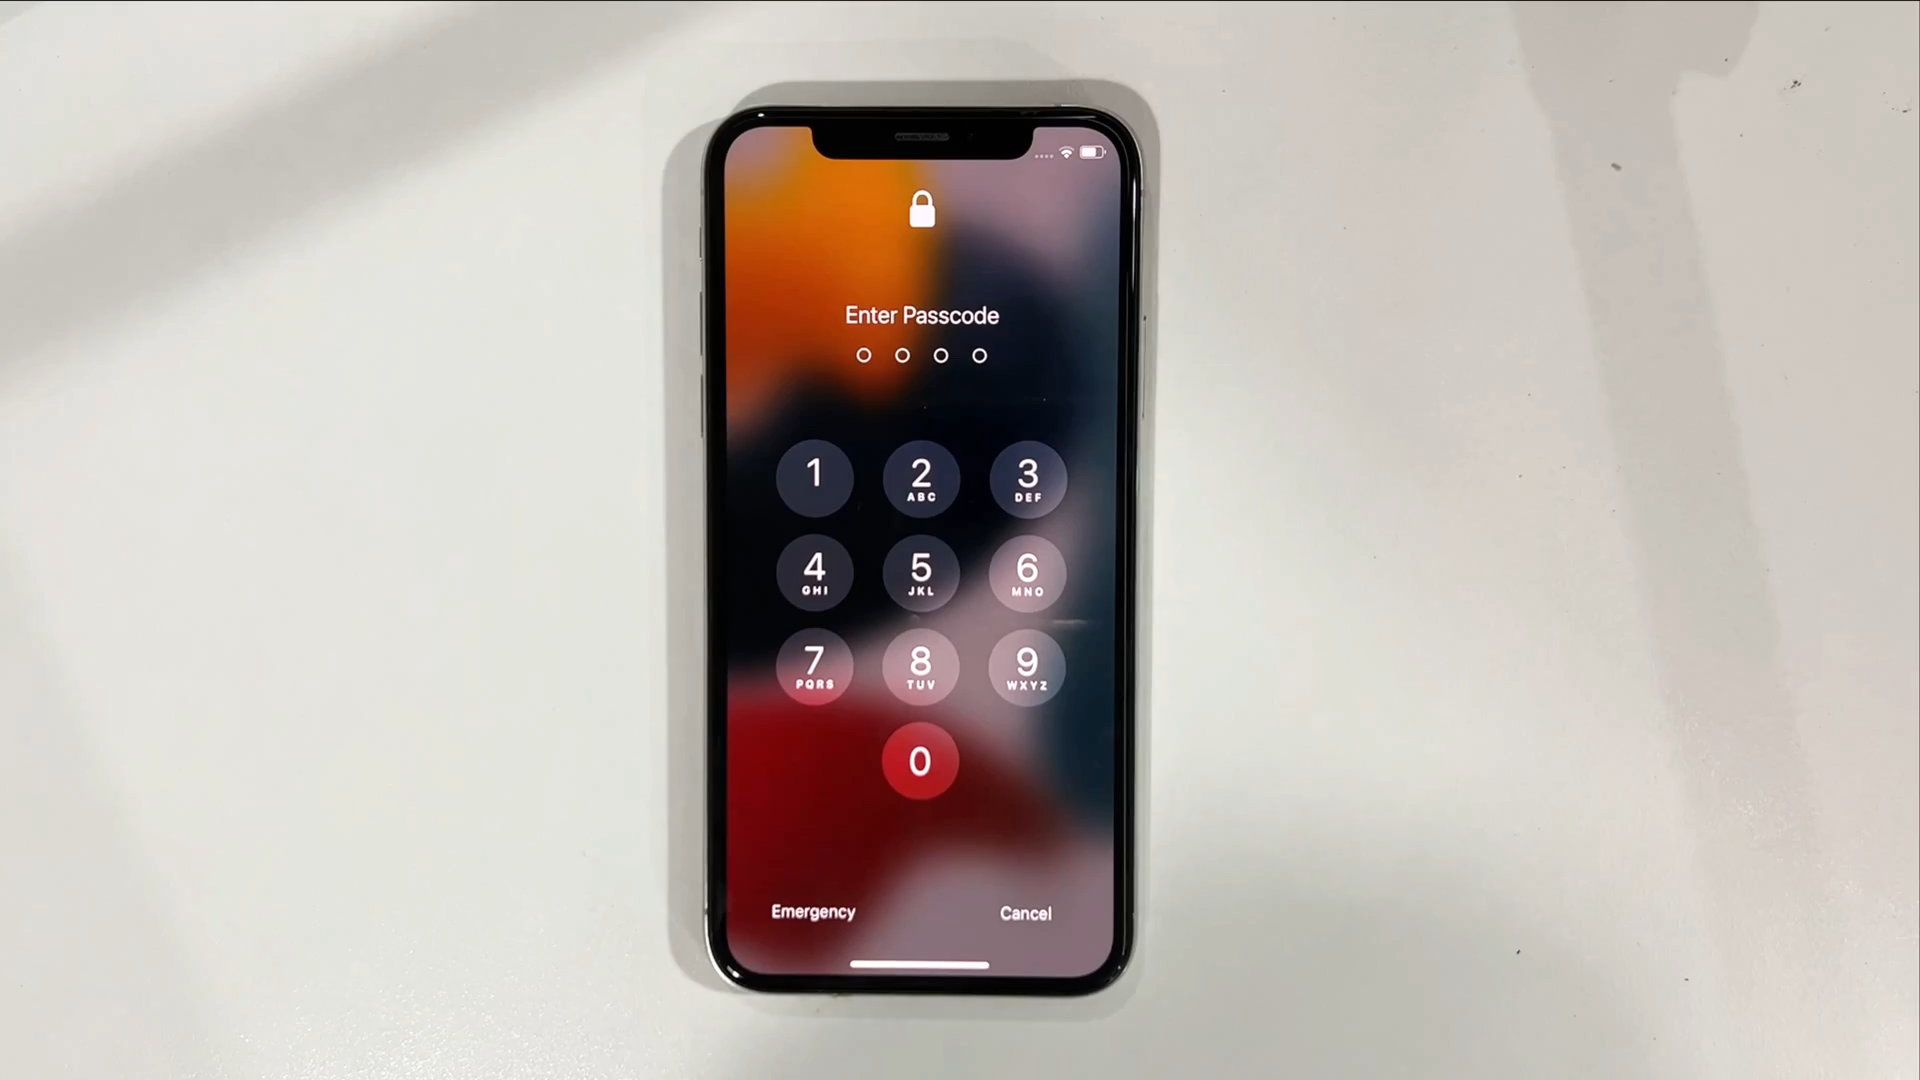 Enter Passcode
1 2 3
ABC DEF
4 5 6
GHI JKL MNO
7 8 9
PQRS TUV WXYZ
0
Emergency Cancel